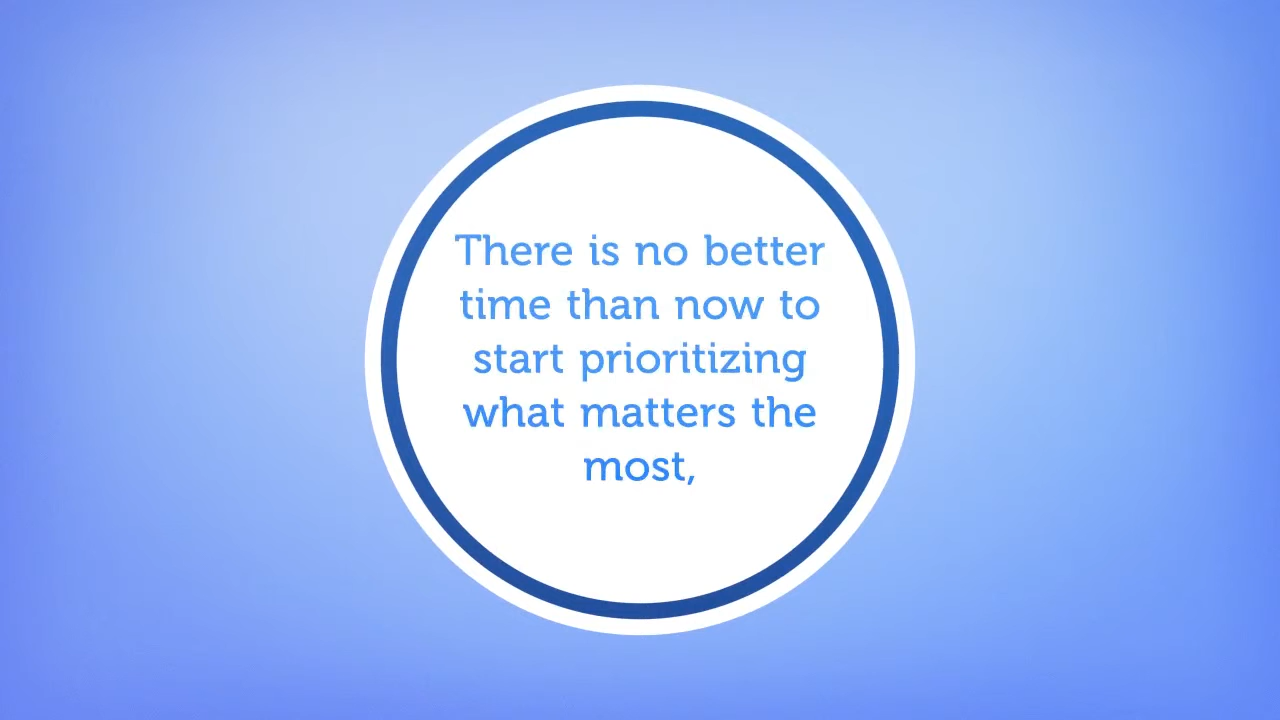 There is no better
time than now to
start prioritizing
what matters the
most,